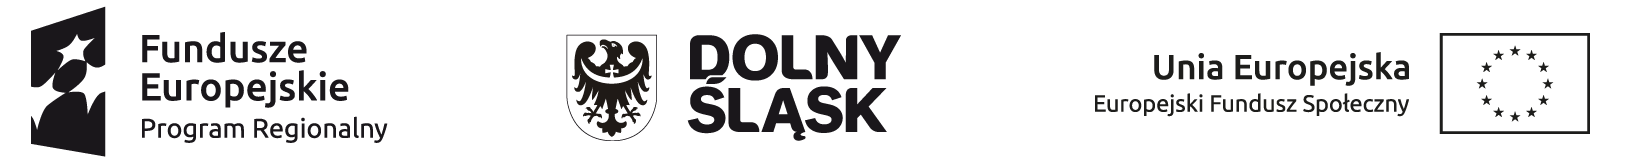 Fundusze
Europejskie
Program Regionalny
DOLNY
ŚLĄSK
Unia Europejska
Europejski Fundusz Społeczny